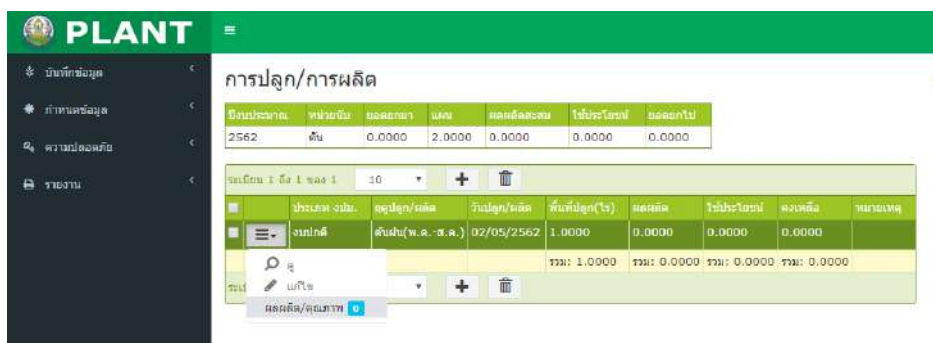 PLANT
บันทึกข้อมูล
กำหนดข้อมูล
ความปลอดภัย
รายงาน
การปลูก/การผลิต
ปีงบประมาณ หน่วยนับ ยอดยกมา แผน ผลผลิตสะสม ใช้ประโยชน์ ยอดยกไป
2562 ตัน 0.0000 2.0000 0.0000 0.0000 0.0000
ระเบียน 1 ถึง 1 ของ 1 10
ประเภท งปม. ฤดูปลูก/ผลิต วันปลูก/ผลิต พื้นที่ปลูก(ไร่) ผลผลิต ใช้ประโยชน์ คงเหลือ หมายเหตุ
งบปกติ ต้นฝน(พ.ค.-ส.ค.) 02/05/2562 1.0000 0.0000 0.0000 0.0000
รวม: 1.0000 รวม: 0.0000 รวม: 0.0000 รวม: 0.0000
ดู
แก้ไข
ผลผลิต/คุณภาพ 0